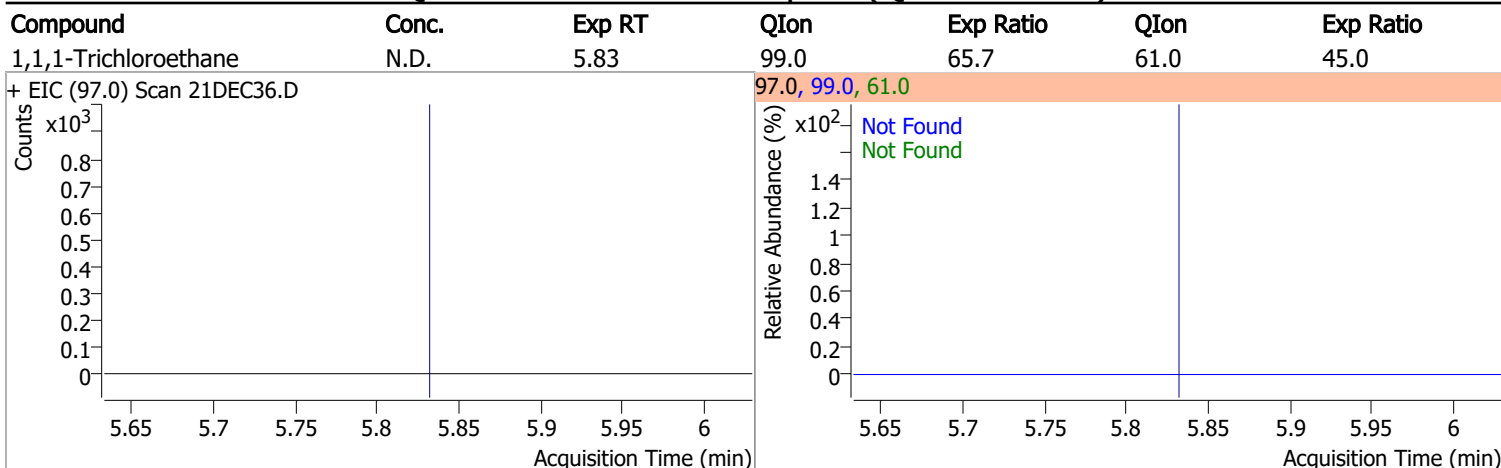 Compound Conc. Exp RT QIon Exp Ratio QIon Exp Ratio
1,1,1-Trichloroethane N.D. 5.83 99.0 65.7 61.0 45.0
+ EIC (97.0) Scan 21DEC36.D
Counts
x10³
0.8
0.7
0.6
0.5
0.4
0.3
0.2
0.1
0
5.65 5.7 5.75 5.8 5.85 5.9 5.95 6
Acquisition Time (min)
97.0, 99.0, 61.0
Relative Abundance (%)
x10²
Not Found
Not Found
1.4
1.2
1
0.8
0.6
0.4
0.2
0
5.65 5.7 5.75 5.8 5.85 5.9 5.95 6
Acquisition Time (min)